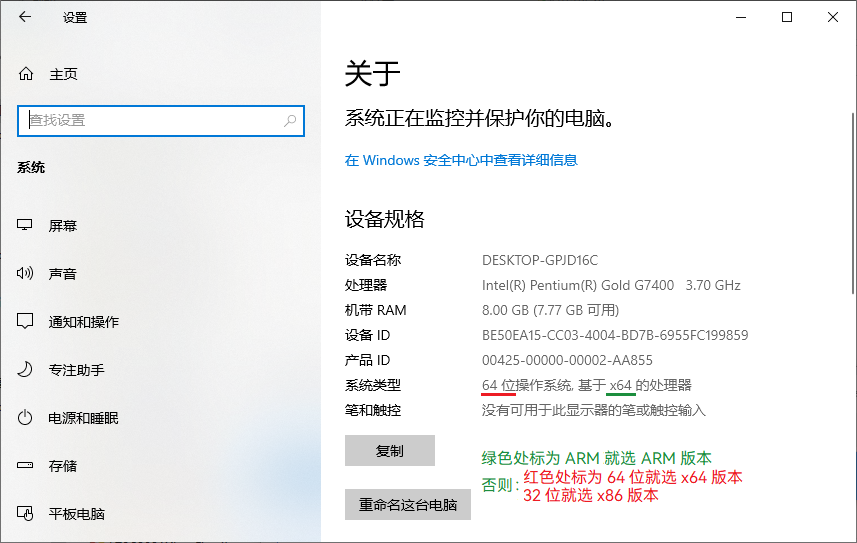 设置
主页
查找设置
系统
屏幕
声音
通知和操作
专注助手
电源和睡眠
存储
平板电脑
关于
系统正在监控并保护你的电脑。
在 Windows 安全中心中查看详细信息
设备规格
设备名称 DESKTOP-GPJD16C
处理器 Intel(R) Pentium(R) Gold G7400 3.70 GHz
机带 RAM 8.00 GB (7.77 GB 可用)
设备 ID BE50EA15-CC03-4004-BD7B-6955FC199859
产品 ID 00425-00000-00002-AA855
系统类型 64 位操作系统, 基于 x64 的处理器
笔和触控 没有可用于此显示器的笔或触控输入
复制
重命名这台电脑
绿色处标为 ARM 就选 ARM 版本
否则：红色处标为 64 位就选 x64 版本
32 位就选 x86 版本